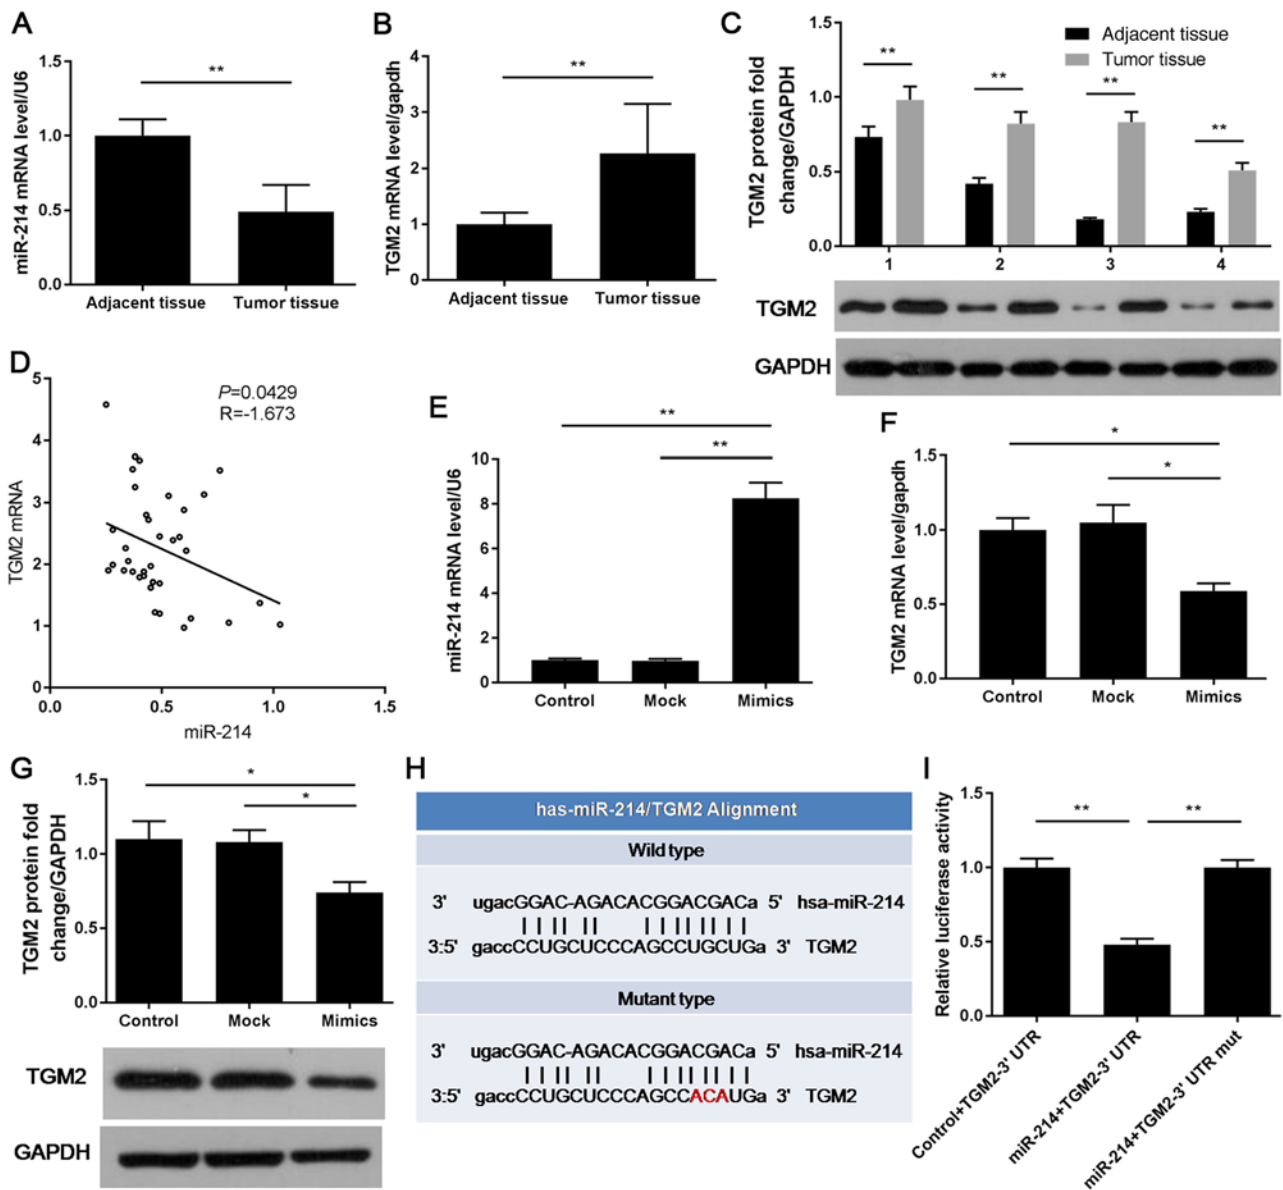 A
miR-214 mRNA level/U6
1.5
1.0
0.5
0.0
**
Adjacent tissue
Tumor tissue
B
TGM2 mRNA level/gapdh
4
3
2
1
0
**
Adjacent tissue
Tumor tissue
C
TGM2 protein fold
change/GAPDH
1.5
1.0
0.5
0.0
Adjacent tissue
Tumor tissue
**
**
**
**
1
2
3
4
TGM2
GAPDH
D
TGM2 mRNA
5
4
3
2
1
0
P=0.0429
R=-1.673
0.0
0.5
1.0
1.5
miR-214
E
miR-214 mRNA level/U6
10
8
6
4
2
0
**
**
Control
Mock
Mimics
F
TGM2 mRNA level/gapdh
1.5
1.0
0.5
0.0
*
*
Control
Mock
Mimics
G
TGM2 protein fold
change/GAPDH
1.5
1.0
0.5
0.0
*
*
Control
Mock
Mimics
TGM2
GAPDH
H
has-miR-214/TGM2 Alignment
Wild type
3' ugacGGAC-AGACACGGACGACa 5' hsa-miR-214
3:5' gaccCCUGCUCCCAGCCUGCUGa 3' TGM2
Mutant type
3' ugacGGAC-AGACACGGACGACa 5' hsa-miR-214
3:5' gaccCCUGCUCCCAGCCACAUGa 3' TGM2
I
Relative luciferase activity
1.5
1.0
0.5
0.0
**
**
Control+TGM2-3' UTR
miR-214+TGM2-3' UTR
miR-214+TGM2-3' UTR mut